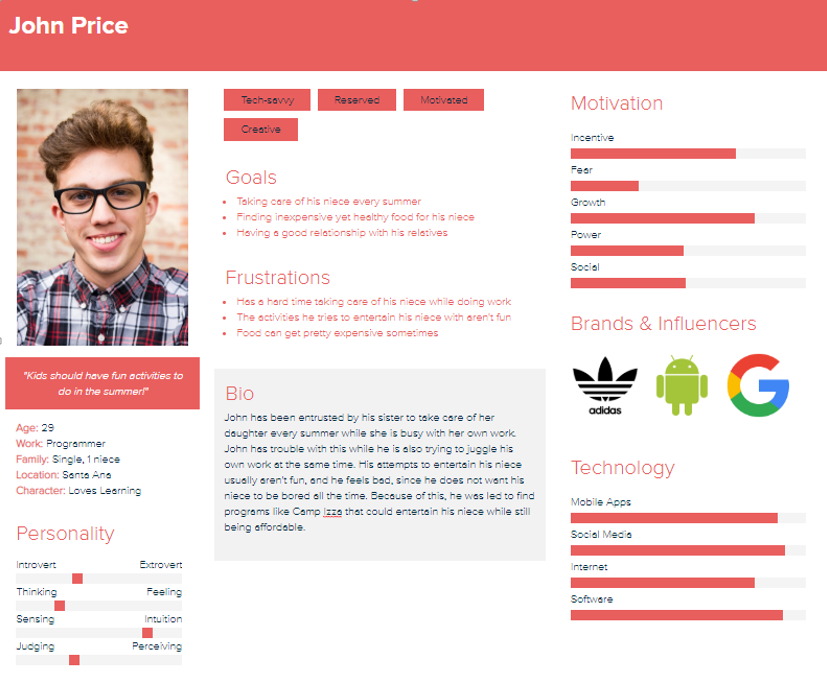 John Price
"Kids should have fun activities to
do in the summer!"
Age: 29
Work: Programmer
Family: Single, 1 niece
Location: Santa Ana
Character: Loves Learning
Personality
Introvert Extrovert
Thinking Feeling
Sensing Intuition
Judging Perceiving
Tech-savvy Reserved Motivated
Creative
Goals
Taking care of his niece every summer
Finding inexpensive yet healthy food for his niece
Having a good relationship with his relatives
Frustrations
Has a hard time taking care of his niece while doing work
The activities he tries to entertain his niece with aren't fun
Food can get pretty expensive sometimes
Bio
John has been entrusted by his sister to take care of her
daughter every summer while she is busy with her own work.
John has trouble with this while he is also trying to juggle his
own work at the same time. His attempts to entertain his niece
usually aren't fun, and he feels bad, since he does not want his
niece to be bored all the time. Because of this, he was led to find
programs like Camp Izza that could entertain his niece while still
being affordable.
Motivation
Incentive
Fear
Growth
Power
Social
Brands & Influencers
adidas
Technology
Mobile Apps
Social Media
Internet
Software